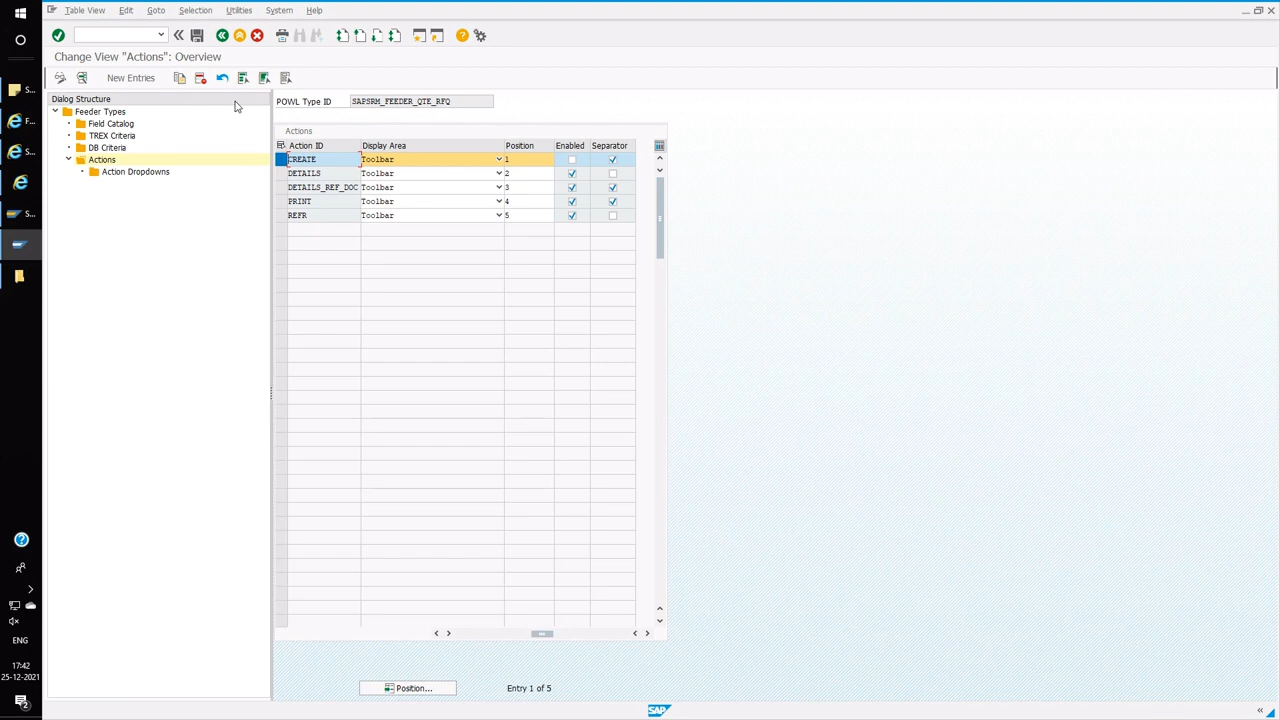 Table View Edit Goto Selection Utilities System Help
Change View "Actions": Overview
New Entries
Dialog Structure
Feeder Types
Field Catalog
TREX Criteria
DB Criteria
Actions
Action Dropdowns
POWL Type ID SAPSRM_FEEDER_QTE_RFQ
Actions
Action ID Display Area Position Enabled Separator
CREATE Toolbar 1
DETAILS Toolbar 2
DETAILS_REF_DOC Toolbar 3
PRINT Toolbar 4
REFR Toolbar 5
Position... Entry 1 of 5
SAP
S...
F...
S...
S...
ENG
17:42
25-12-2021
2